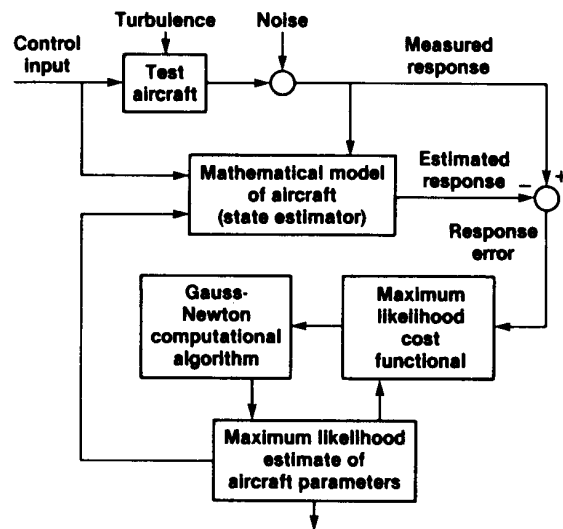 Turbulence
Noise
Control
input
Measured
response
Test
aircraft
Estimated
response
+
−
Mathematical model
of aircraft
(state estimator)
Response
error
Gauss-
Newton
computational
algorithm
Maximum
likelihood
cost
functional
Maximum likelihood
estimate of
aircraft parameters